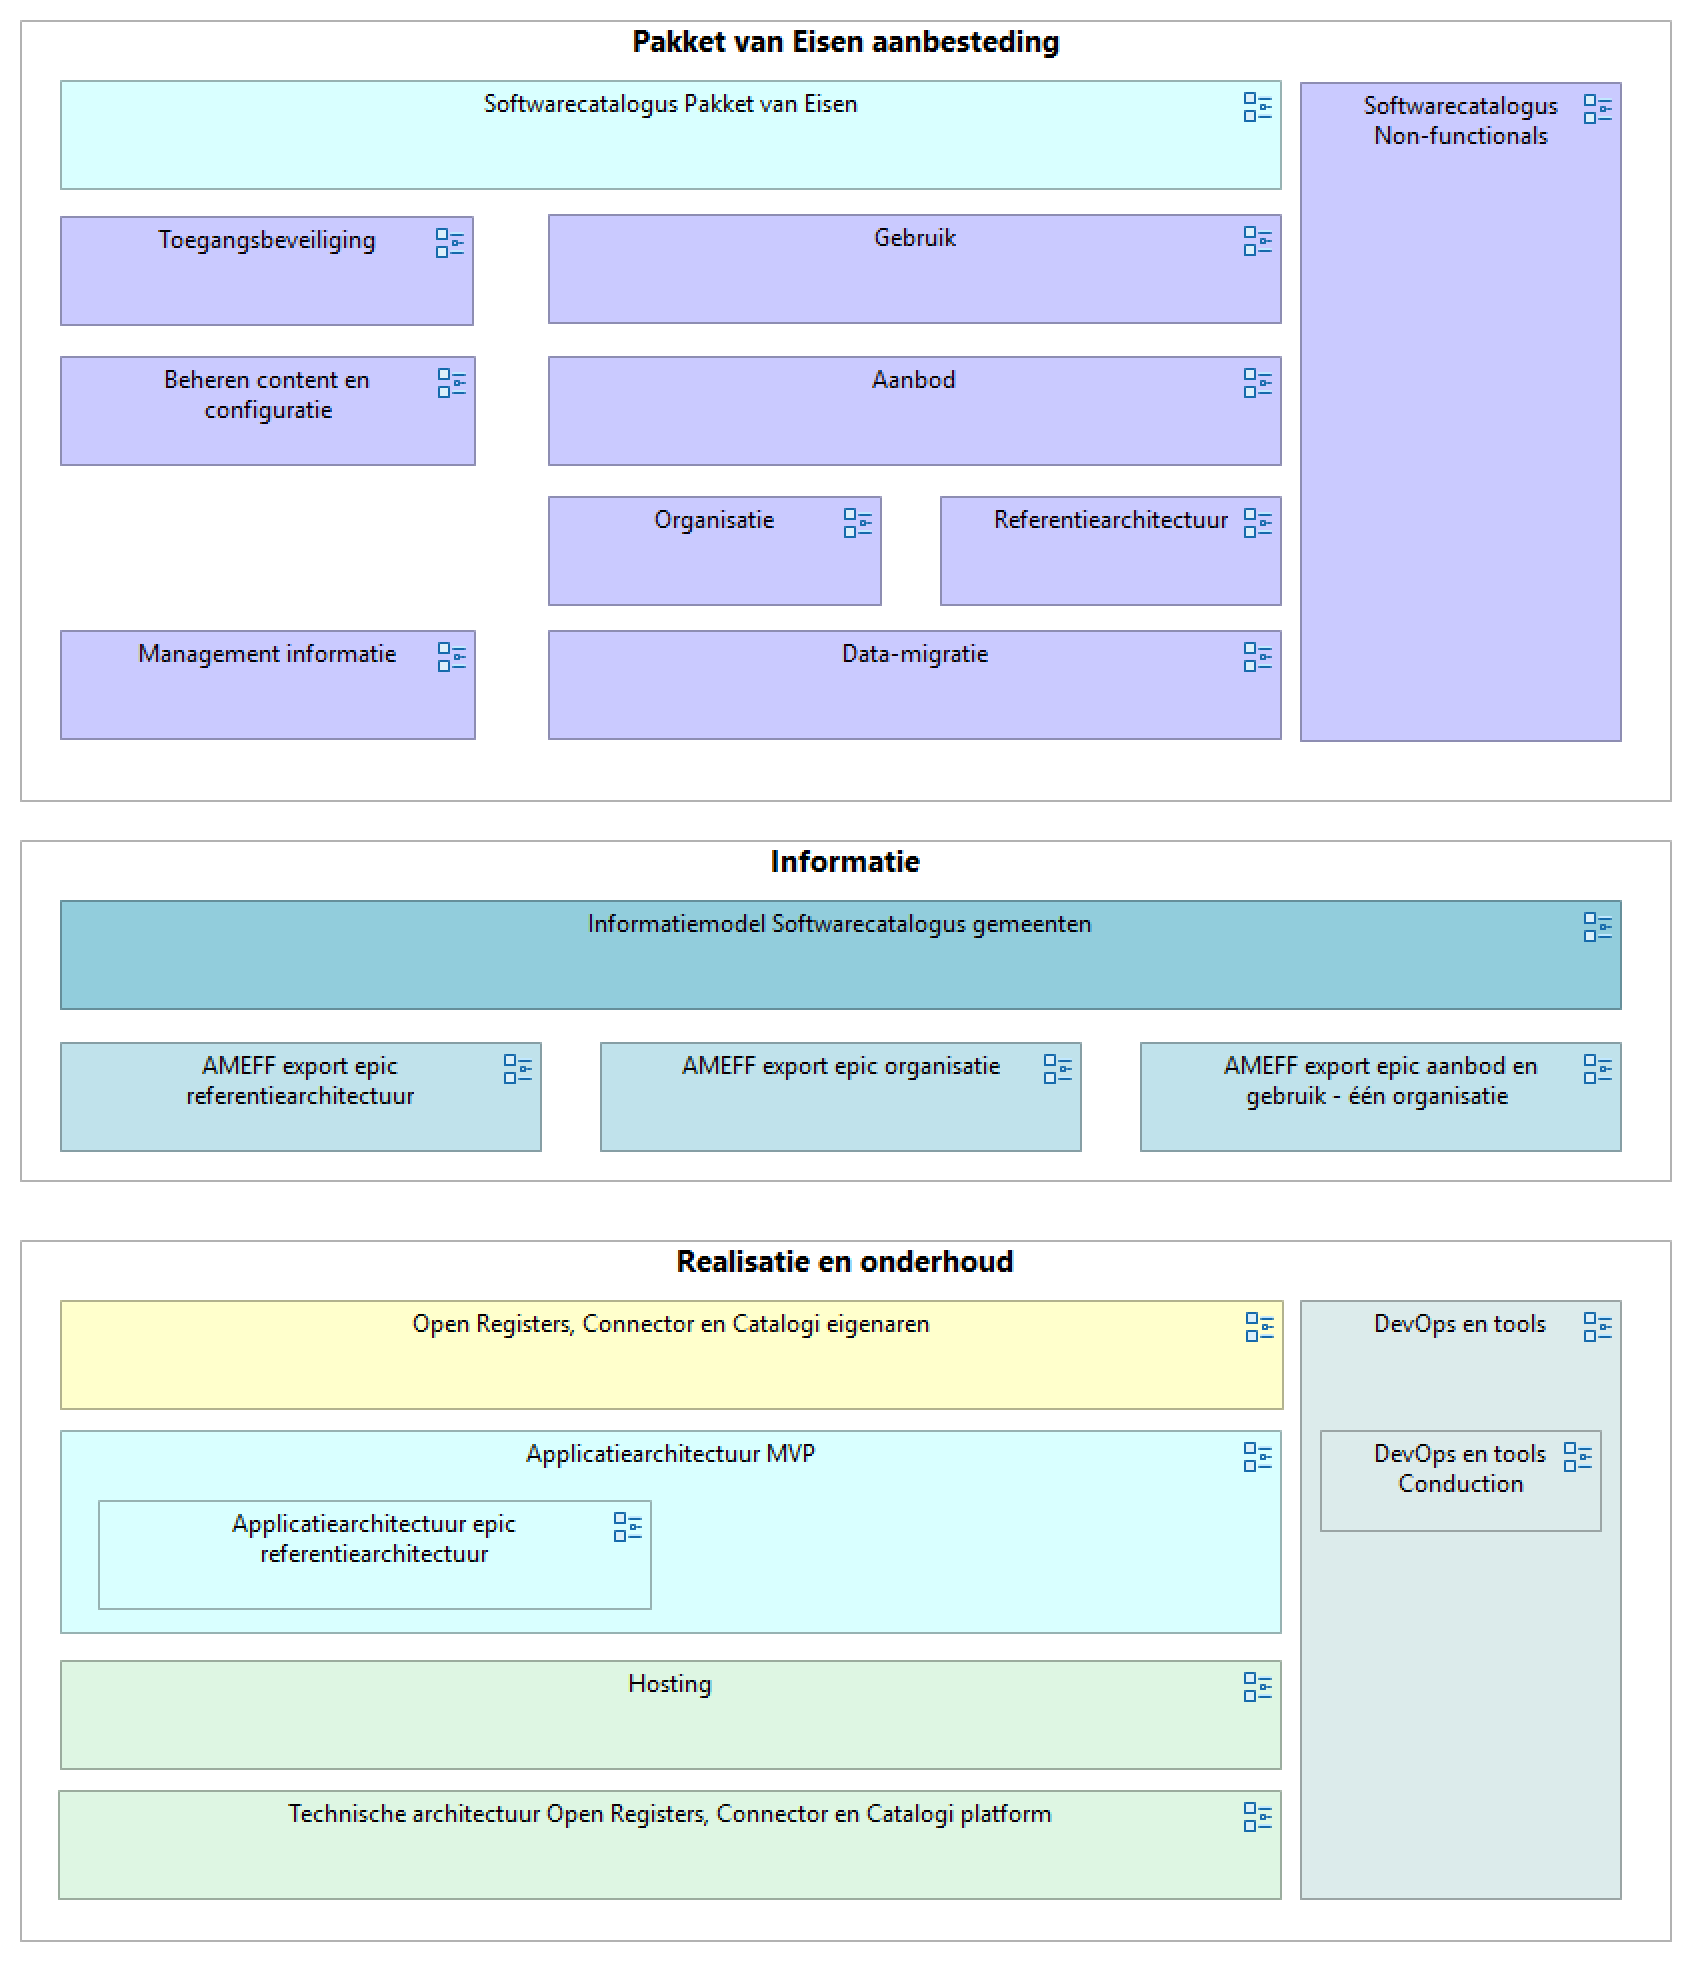 Pakket van Eisen aanbesteding
Softwarecatalogus Pakket van Eisen
Softwarecatalogus
Non-functionals
Toegangsbeveiliging
Gebruik
Beheren content en
configuratie
Aanbod
Organisatie
Referentiearchitectuur
Management informatie
Data-migratie
Informatie
Informatiemodel Softwarecatalogus gemeenten
AMEFF export epic
referentiearchitectuur
AMEFF export epic organisatie
AMEFF export epic aanbod en
gebruik - één organisatie
Realisatie en onderhoud
Open Registers, Connector en Catalogi eigenaren
DevOps en tools
Applicatiearchitectuur MVP
DevOps en tools
Conduction
Applicatiearchitectuur epic
referentiearchitectuur
Hosting
Technische architectuur Open Registers, Connector en Catalogi platform